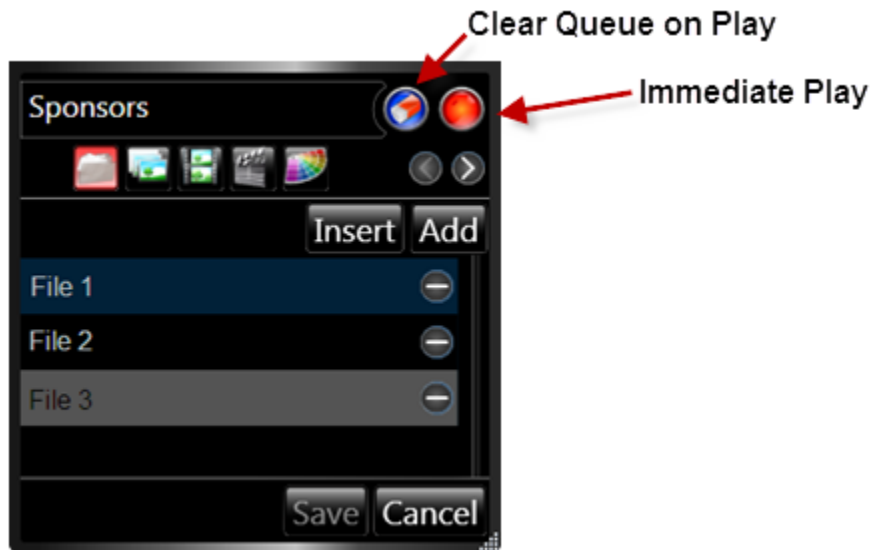 Clear Queue on Play
Immediate Play
Sponsors
Insert Add
File 1
File 2
File 3
Save Cancel